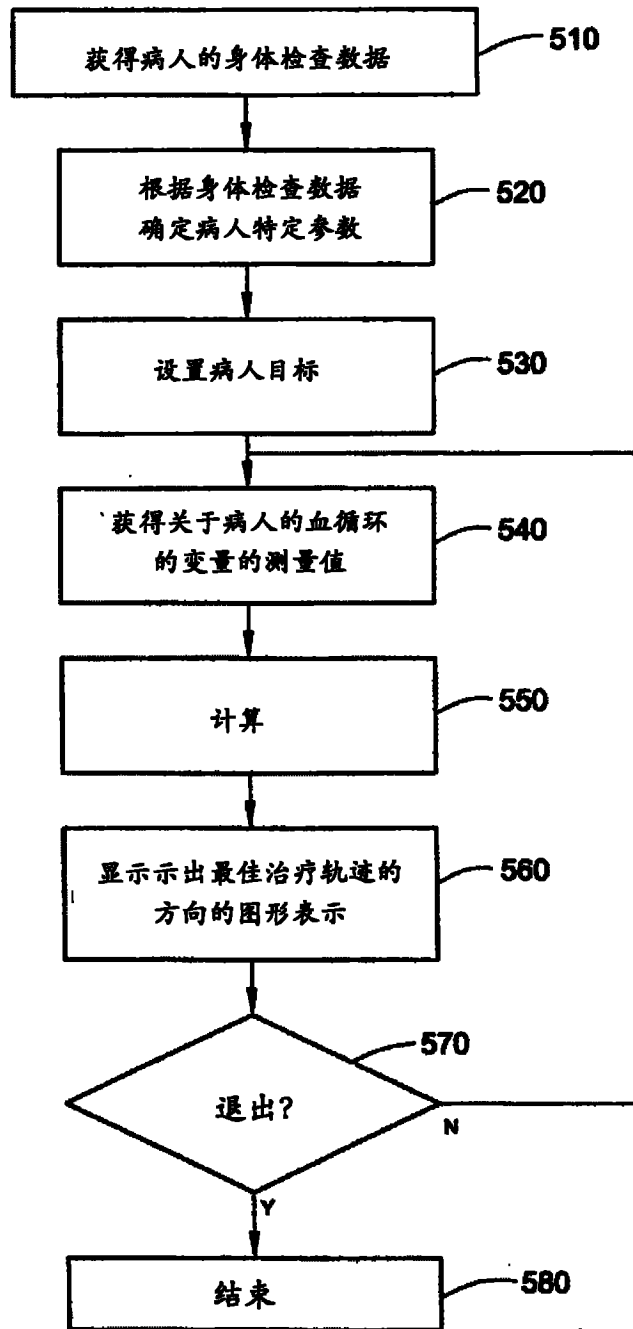 获得病人的身体检查数据
510
根据身体检查数据
确定病人特定参数
520
设置病人目标
530
获得关于病人的血循环
的变量的测量值
540
计算
550
显示示出最佳治疗轨迹的
方向的图形表示
560
570
退出?
N
Y
结束
580